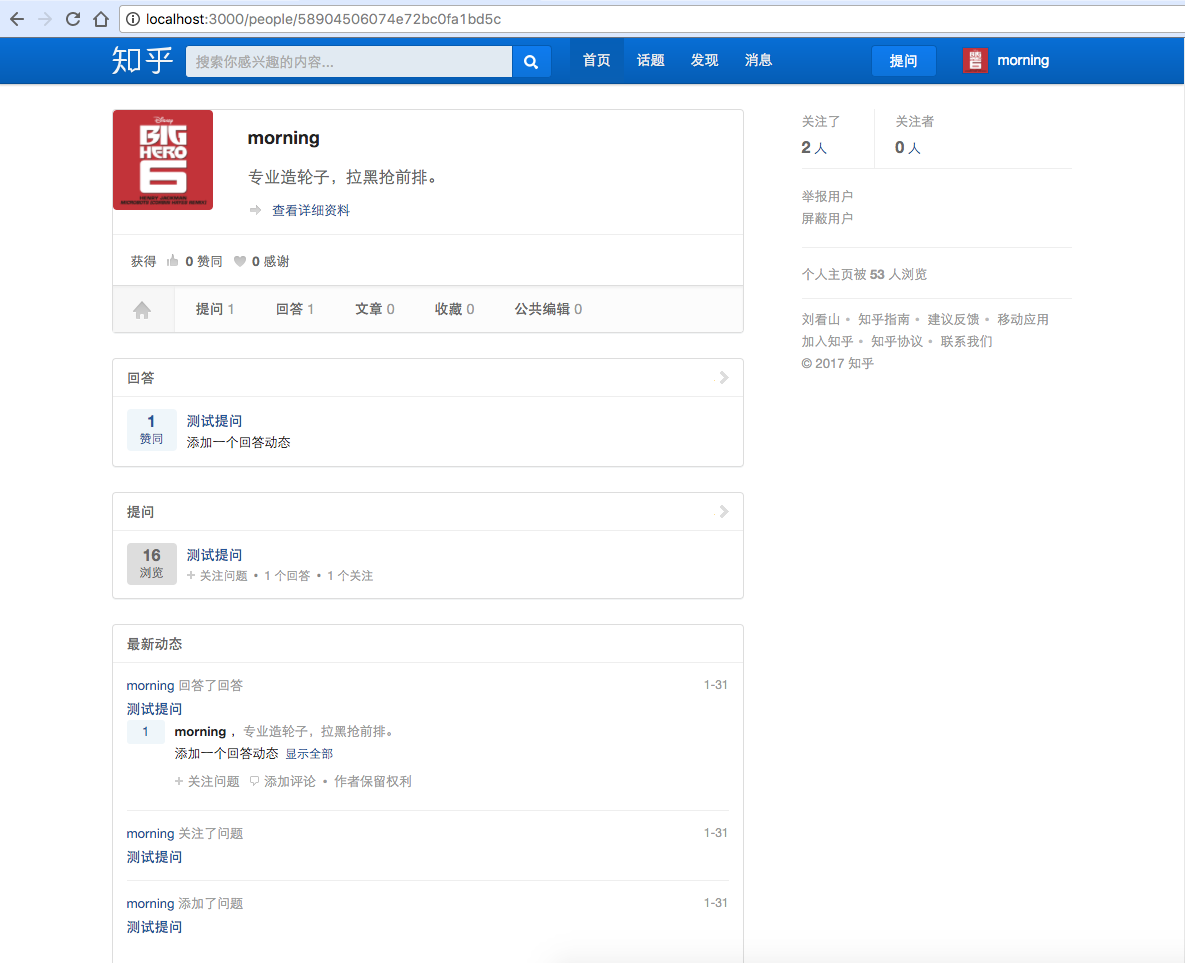 localhost:3000/people/58904506074e72bc0fa1bd5c
知乎 搜索你感兴趣的内容... 首页 话题 发现 消息 提问 morning
Disney
BIG
HERO
6
morning
专业造轮子，拉黑抢前排。
查看详细资料
获得 0 赞同 0 感谢
提问 1 回答 1 文章 0 收藏 0 公共编辑 0
回答
1
赞同
测试提问
添加一个回答动态
提问
16
浏览
测试提问
关注问题 • 1 个回答 • 1 个关注
最新动态
morning 回答了回答 1-31
测试提问
1 morning ，专业造轮子，拉黑抢前排。
添加一个回答动态 显示全部
关注问题 添加评论 • 作者保留权利
morning 关注了问题 1-31
测试提问
morning 添加了问题 1-31
测试提问
关注了 关注者
2 人 0 人
举报用户
屏蔽用户
个人主页被 53 人浏览
刘看山 • 知乎指南 • 建议反馈 • 移动应用
加入知乎 • 知乎协议 • 联系我们
© 2017 知乎